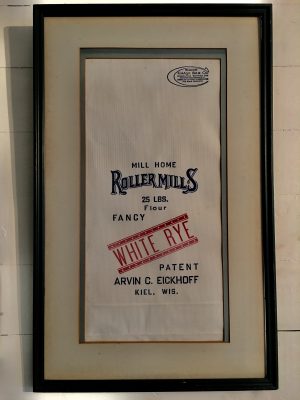 MILL HOME
ROLLER MILLS
25 LBS.
Flour
FANCY
WHITE RYE
PATENT
ARVIN C. EICKHOFF
KIEL, WIS.